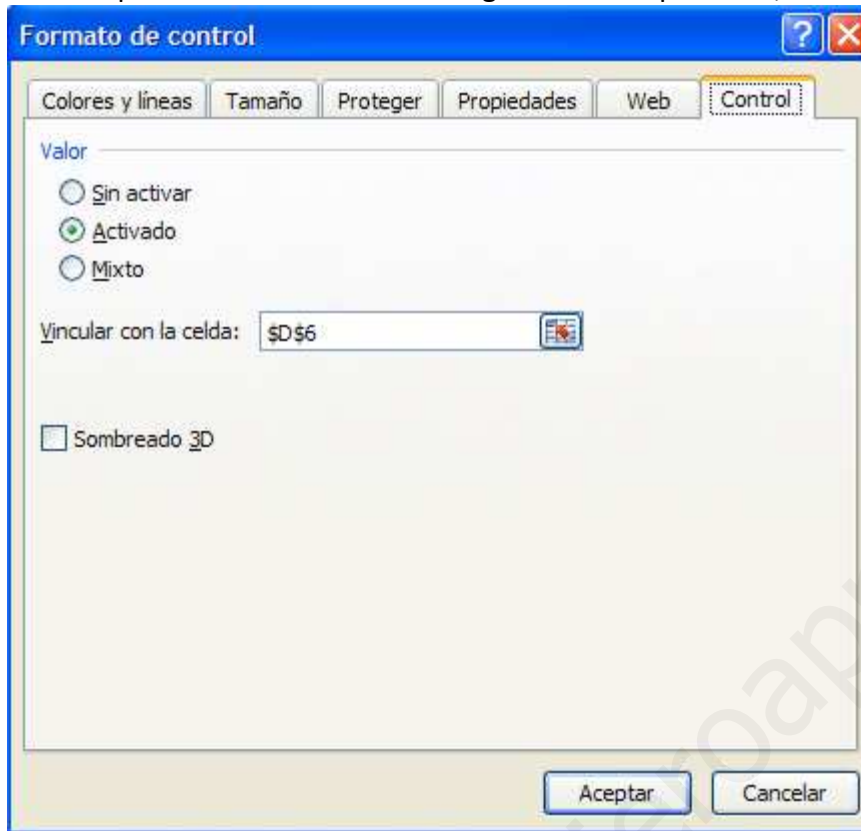 Formato de control
Colores y líneas Tamaño Proteger Propiedades Web Control
Valor
Sin activar
Activado
Mixto
Vincular con la celda: $D$6
Sombreado 3D
Aceptar Cancelar